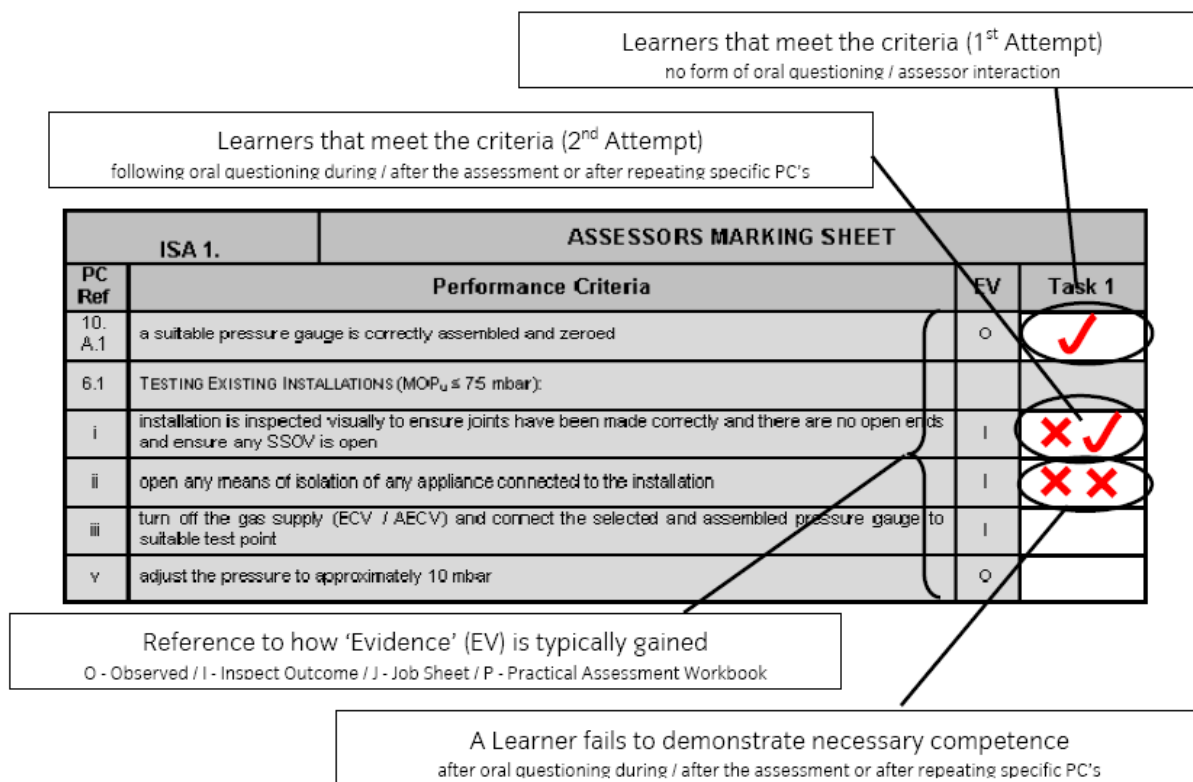 Learners that meet the criteria (1st Attempt)
no form of oral questioning / assessor interaction
Learners that meet the criteria (2nd Attempt)
following oral questioning during / after the assessment or after repeating specific PC's
ISA 1.
ASSESSORS MARKING SHEET
PC Ref
Performance Criteria
EV
Task 1
10. A.1
a suitable pressure gauge is correctly assembled and zeroed
O
✓
6.1
TESTING EXISTING INSTALLATIONS (MOPu ≤ 75 mbar):
i
installation is inspected visually to ensure joints have been made correctly and there are no open ends
and ensure any SSOV is open
I
✗ ✓
ii
open any means of isolation of any appliance connected to the installation
I
✗ ✗
iii
turn off the gas supply (ECV / AECV) and connect the selected and assembled pressure gauge to
suitable test point
I
v
adjust the pressure to approximately 10 mbar
O
Reference to how 'Evidence' (EV) is typically gained
O - Observed / I - Inspect Outcome / J - Job Sheet / P - Practical Assessment Workbook
A Learner fails to demonstrate necessary competence
after oral questioning during / after the assessment or after repeating specific PC's